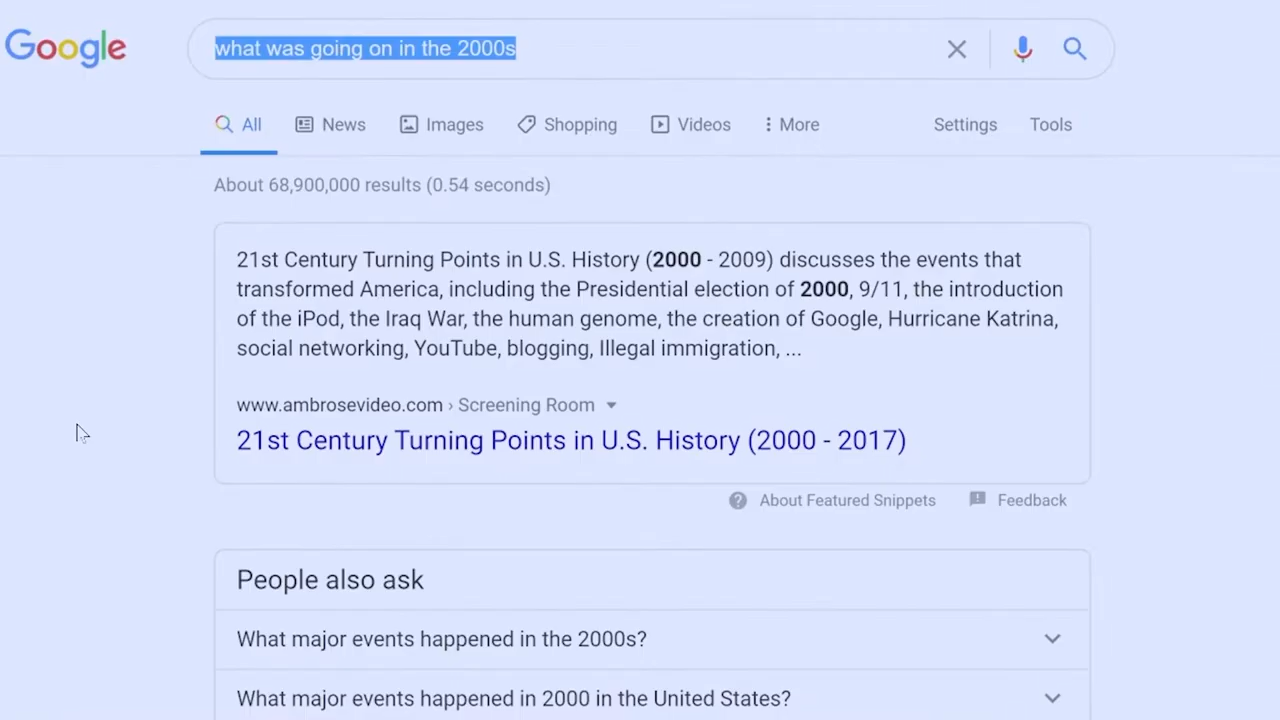 Google
what was going on in the 2000s
All News Images Shopping Videos More Settings Tools
About 68,900,000 results (0.54 seconds)
21st Century Turning Points in U.S. History (2000 - 2009) discusses the events that
transformed America, including the Presidential election of 2000, 9/11, the introduction
of the iPod, the Iraq War, the human genome, the creation of Google, Hurricane Katrina,
social networking, YouTube, blogging, Illegal immigration, ...
www.ambrosevideo.com › Screening Room
21st Century Turning Points in U.S. History (2000 - 2017)
About Featured Snippets Feedback
People also ask
What major events happened in the 2000s?
What major events happened in 2000 in the United States?